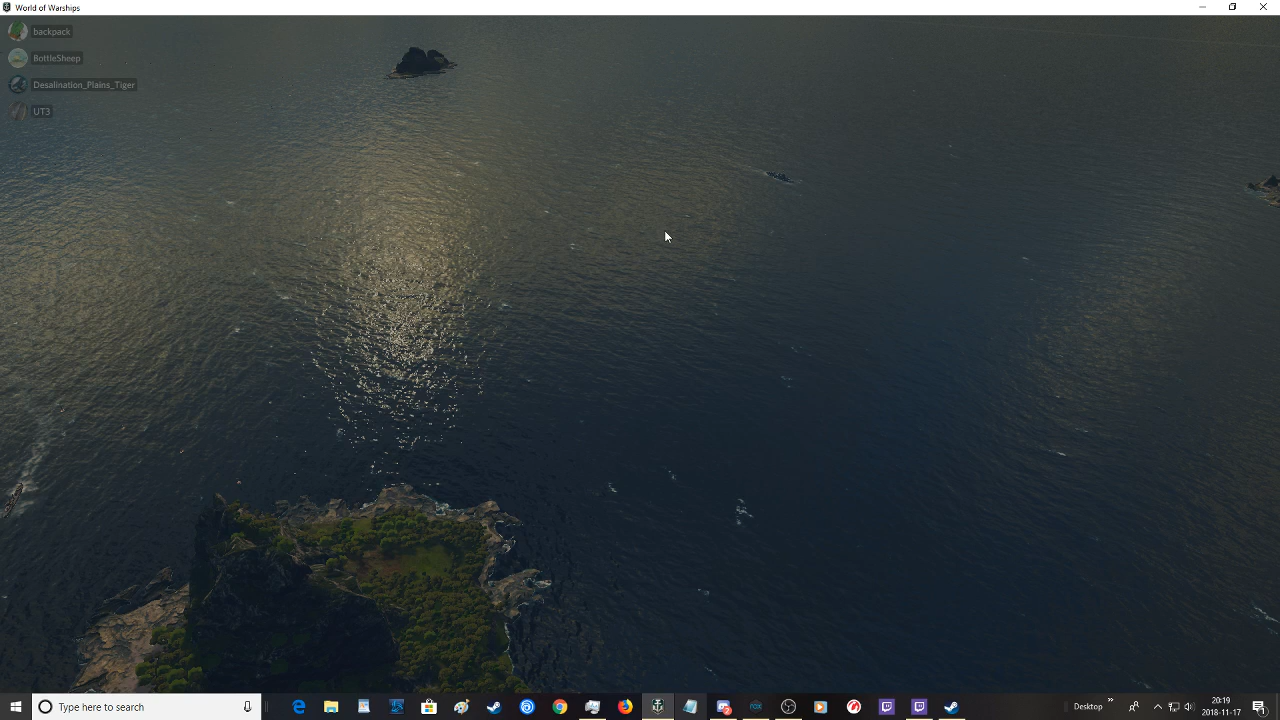 World of Warships
backpack
BottleSheep
Desalination_Plains_Tiger
UT3
Type here to search
Desktop
20:19
2018-11-17